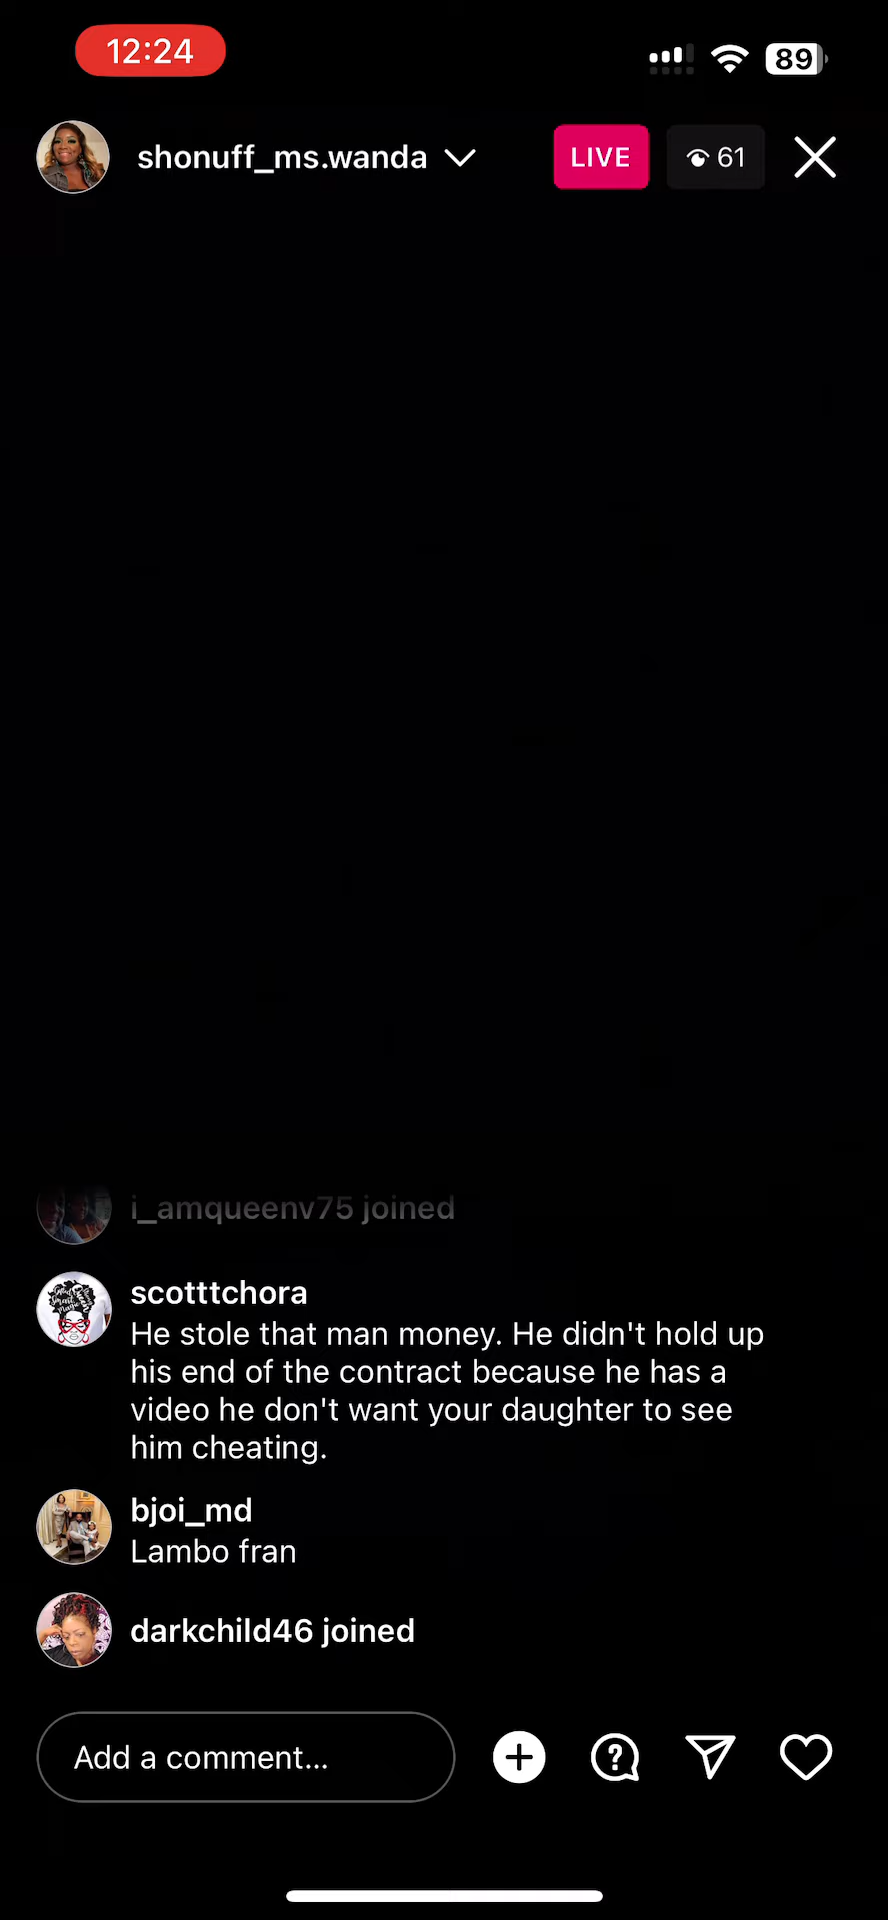 12:24
89
shonuff_ms.wanda
LIVE
61
i_amqueenv75 joined
scotttchora
He stole that man money. He didn't hold up
his end of the contract because he has a
video he don't want your daughter to see
him cheating.
bjoi_md
Lambo fran
darkchild46 joined
Add a comment...